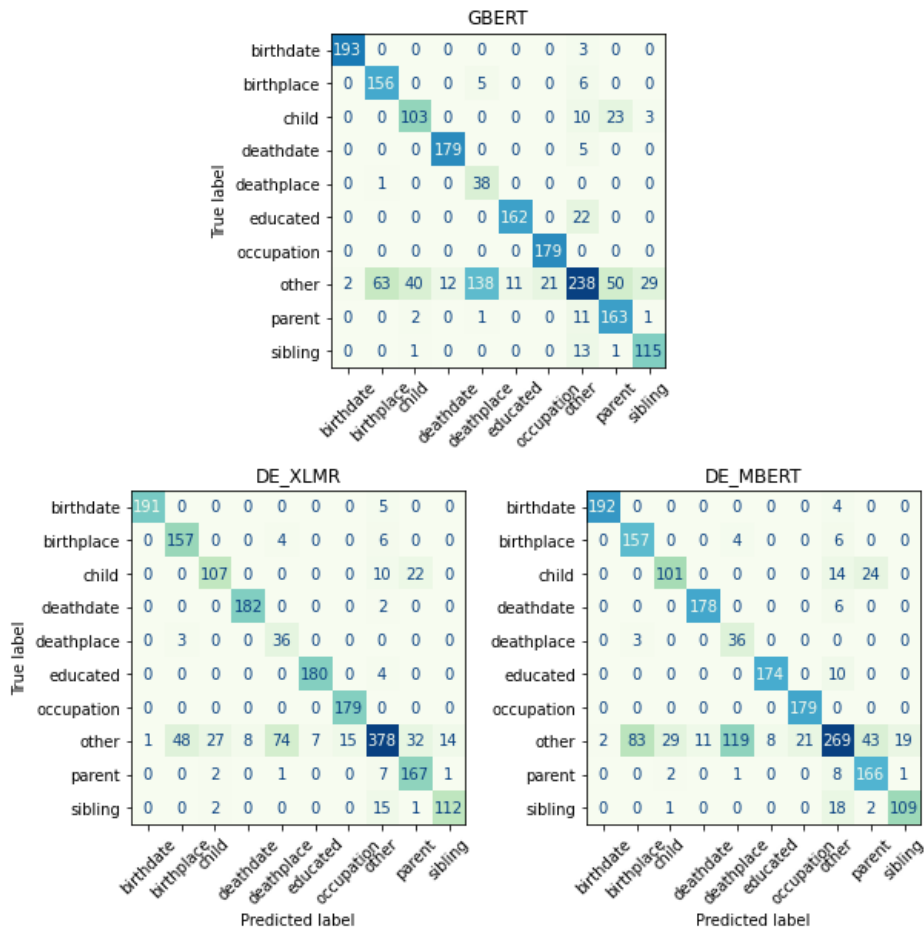 GBERT
birthdate 193 0 0 0 0 0 0 3 0 0
birthplace 0 156 0 0 5 0 0 6 0 0
child 0 0 103 0 0 0 0 10 23 3
deathdate 0 0 0 179 0 0 0 5 0 0
deathplace 0 1 0 0 38 0 0 0 0 0
educated 0 0 0 0 0 162 0 22 0 0
occupation 0 0 0 0 0 0 179 0 0 0
other 2 63 40 12 138 11 21 238 50 29
parent 0 0 2 0 1 0 0 11 163 1
sibling 0 0 1 0 0 0 0 13 1 115
True label
birthdate birthplace child deathdate deathplace educated occupation other parent sibling
DE_XLMR
birthdate 191 0 0 0 0 0 0 5 0 0
birthplace 0 157 0 0 4 0 0 6 0 0
child 0 0 107 0 0 0 0 10 22 0
deathdate 0 0 0 182 0 0 0 2 0 0
deathplace 0 3 0 0 36 0 0 0 0 0
educated 0 0 0 0 0 180 0 4 0 0
occupation 0 0 0 0 0 0 179 0 0 0
other 1 48 27 8 74 7 15 378 32 14
parent 0 0 2 0 1 0 0 7 167 1
sibling 0 0 2 0 0 0 0 15 1 112
True label
birthdate birthplace child deathdate deathplace educated occupation other parent sibling
Predicted label
DE_MBERT
birthdate 192 0 0 0 0 0 0 4 0 0
birthplace 0 157 0 0 4 0 0 6 0 0
child 0 0 101 0 0 0 0 14 24 0
deathdate 0 0 0 178 0 0 0 6 0 0
deathplace 0 3 0 0 36 0 0 0 0 0
educated 0 0 0 0 0 174 0 10 0 0
occupation 0 0 0 0 0 0 179 0 0 0
other 2 83 29 11 119 8 21 269 43 19
parent 0 0 2 0 1 0 0 8 166 1
sibling 0 0 1 0 0 0 0 18 2 109
birthdate birthplace child deathdate deathplace educated occupation other parent sibling
Predicted label